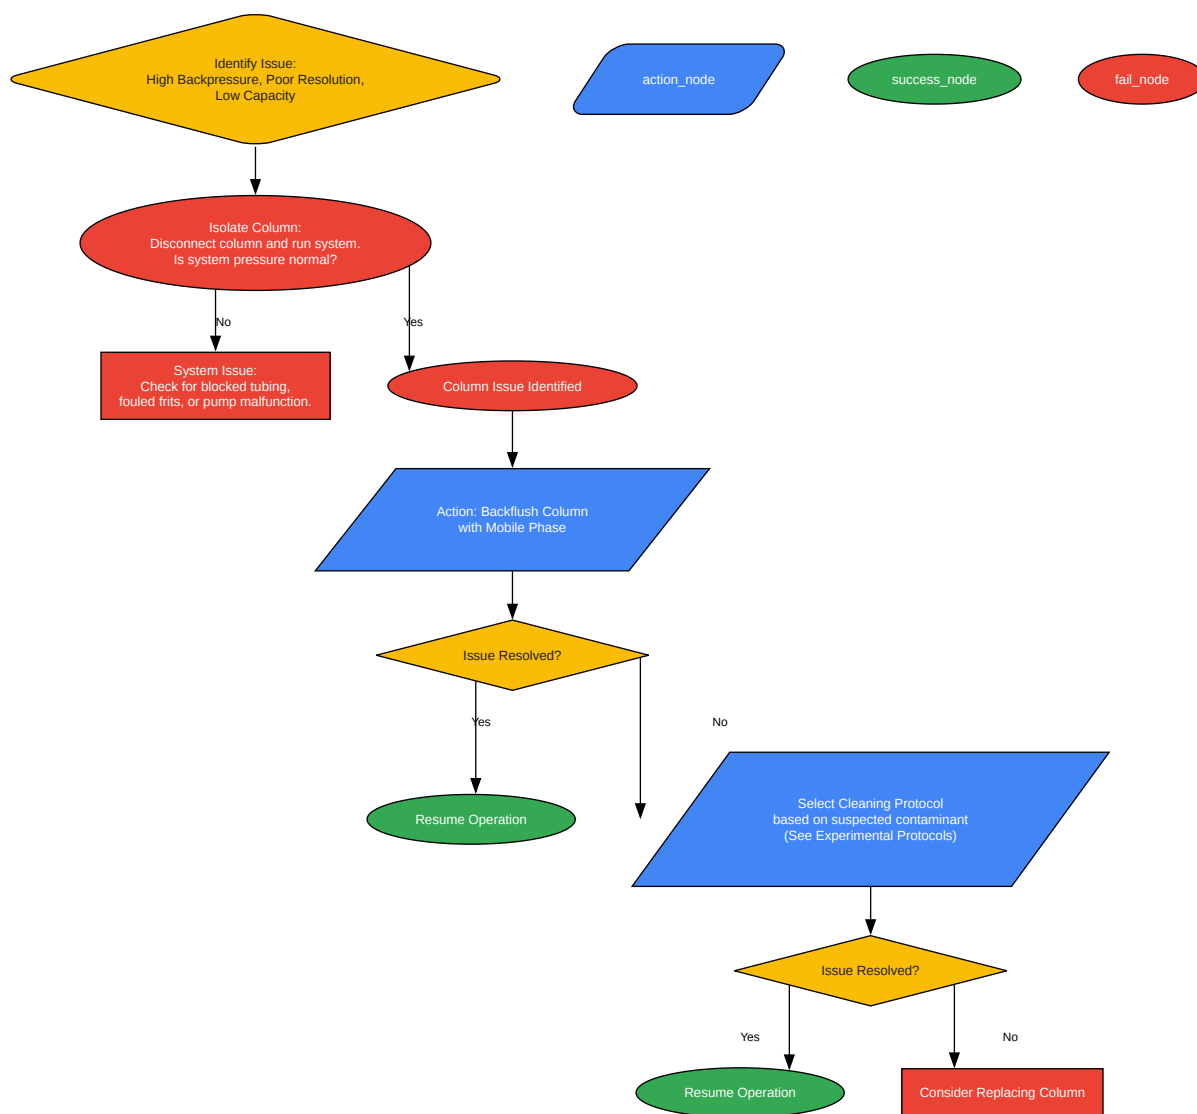 Identify Issue:
High Backpressure, Poor Resolution,
Low Capacity
action_node
success_node
fail_node
Isolate Column:
Disconnect column and run system.
Is system pressure normal?
No
Yes
System Issue:
Check for blocked tubing,
fouled frits, or pump malfunction.
Column Issue Identified
Action: Backflush Column
with Mobile Phase
Issue Resolved?
Yes
No
Resume Operation
Select Cleaning Protocol
based on suspected contaminant
(See Experimental Protocols)
Issue Resolved?
Yes
No
Resume Operation
Consider Replacing Column